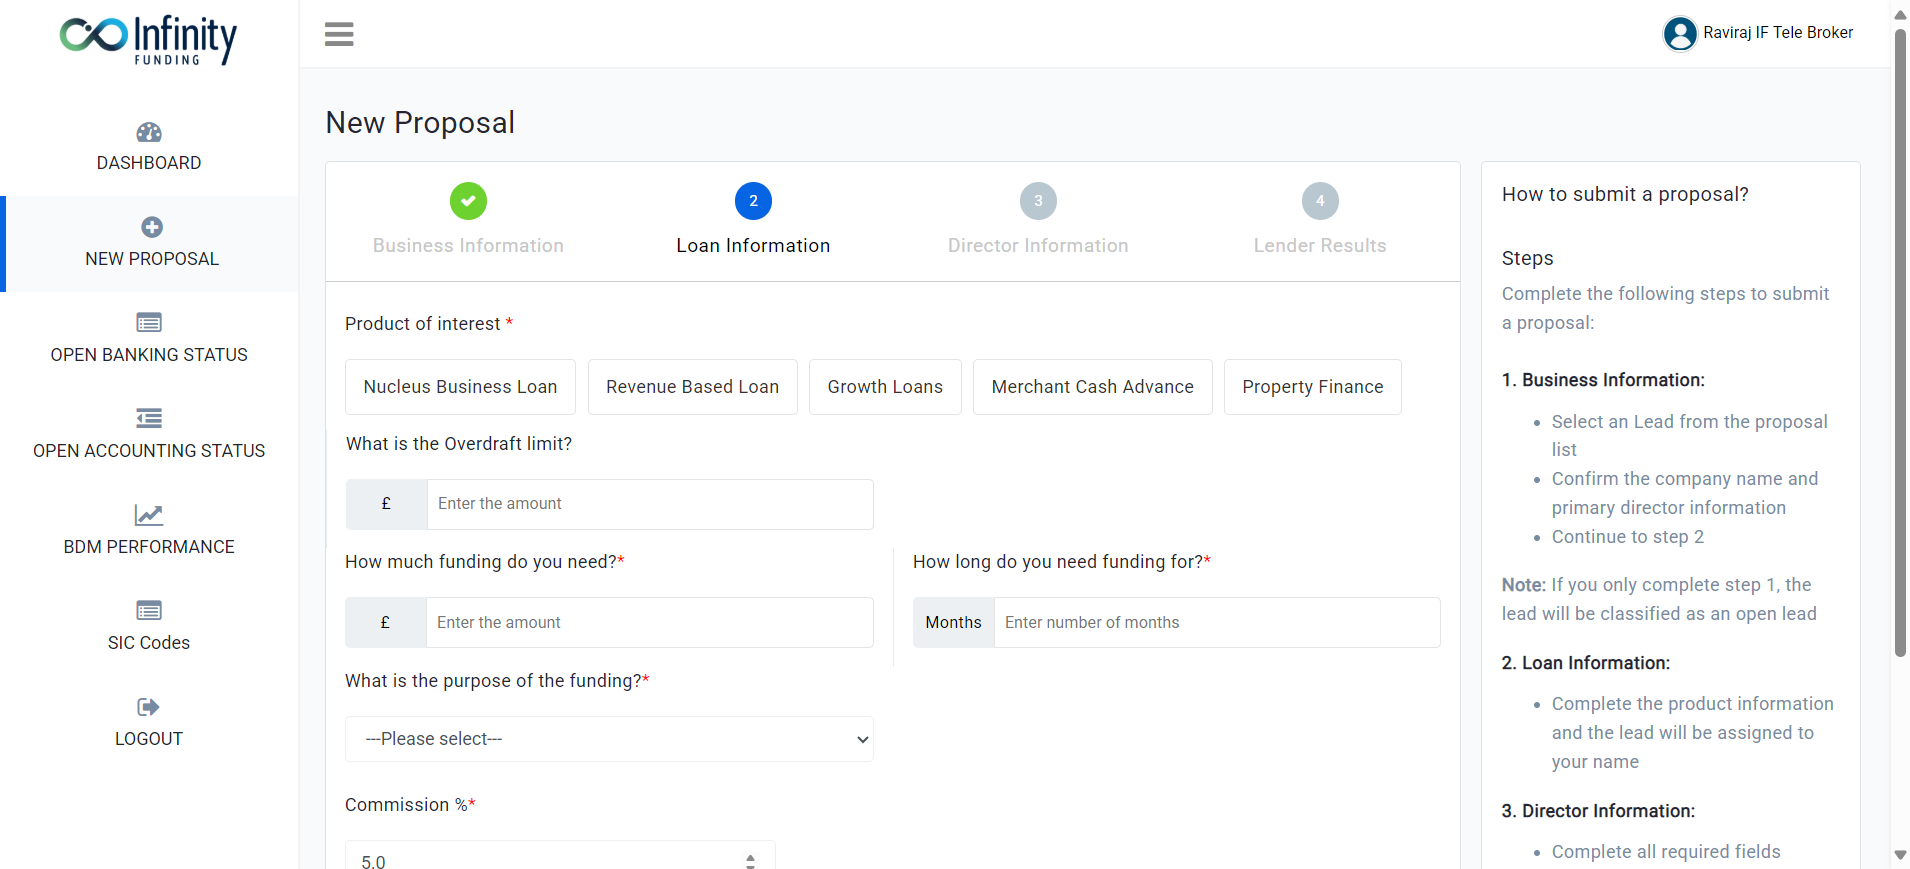 Infinity
FUNDING
Raviraj IF Tele Broker
DASHBOARD
NEW PROPOSAL
OPEN BANKING STATUS
OPEN ACCOUNTING STATUS
BDM PERFORMANCE
SIC Codes
LOGOUT
New Proposal
2
3
4
Business Information
Loan Information
Director Information
Lender Results
Product of interest *
Nucleus Business Loan
Revenue Based Loan
Growth Loans
Merchant Cash Advance
Property Finance
What is the Overdraft limit?
£ Enter the amount
How much funding do you need?*
£ Enter the amount
How long do you need funding for?*
Months Enter number of months
What is the purpose of the funding?*
---Please select---
Commission %*
5.0
How to submit a proposal?
Steps
Complete the following steps to submit
a proposal:
1. Business Information:
• Select an Lead from the proposal
list
• Confirm the company name and
primary director information
• Continue to step 2
Note: If you only complete step 1, the
lead will be classified as an open lead
2. Loan Information:
• Complete the product information
and the lead will be assigned to
your name
3. Director Information:
• Complete all required fields